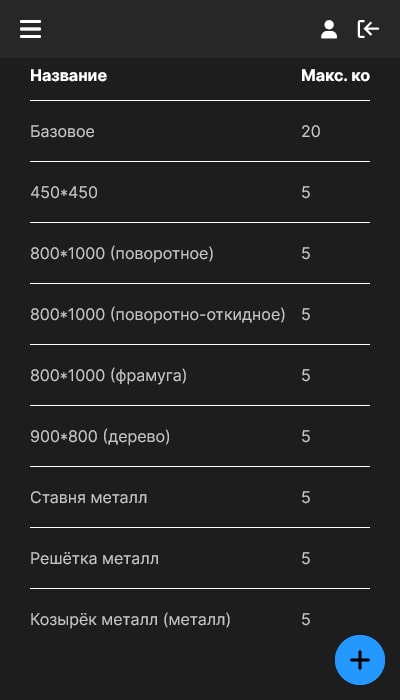 Название Макс. ко
Базовое 20
450*450 5
800*1000 (поворотное) 5
800*1000 (поворотно-откидное) 5
800*1000 (фрамуга) 5
900*800 (дерево) 5
Ставня металл 5
Решётка металл 5
Козырёк металл (металл) 5